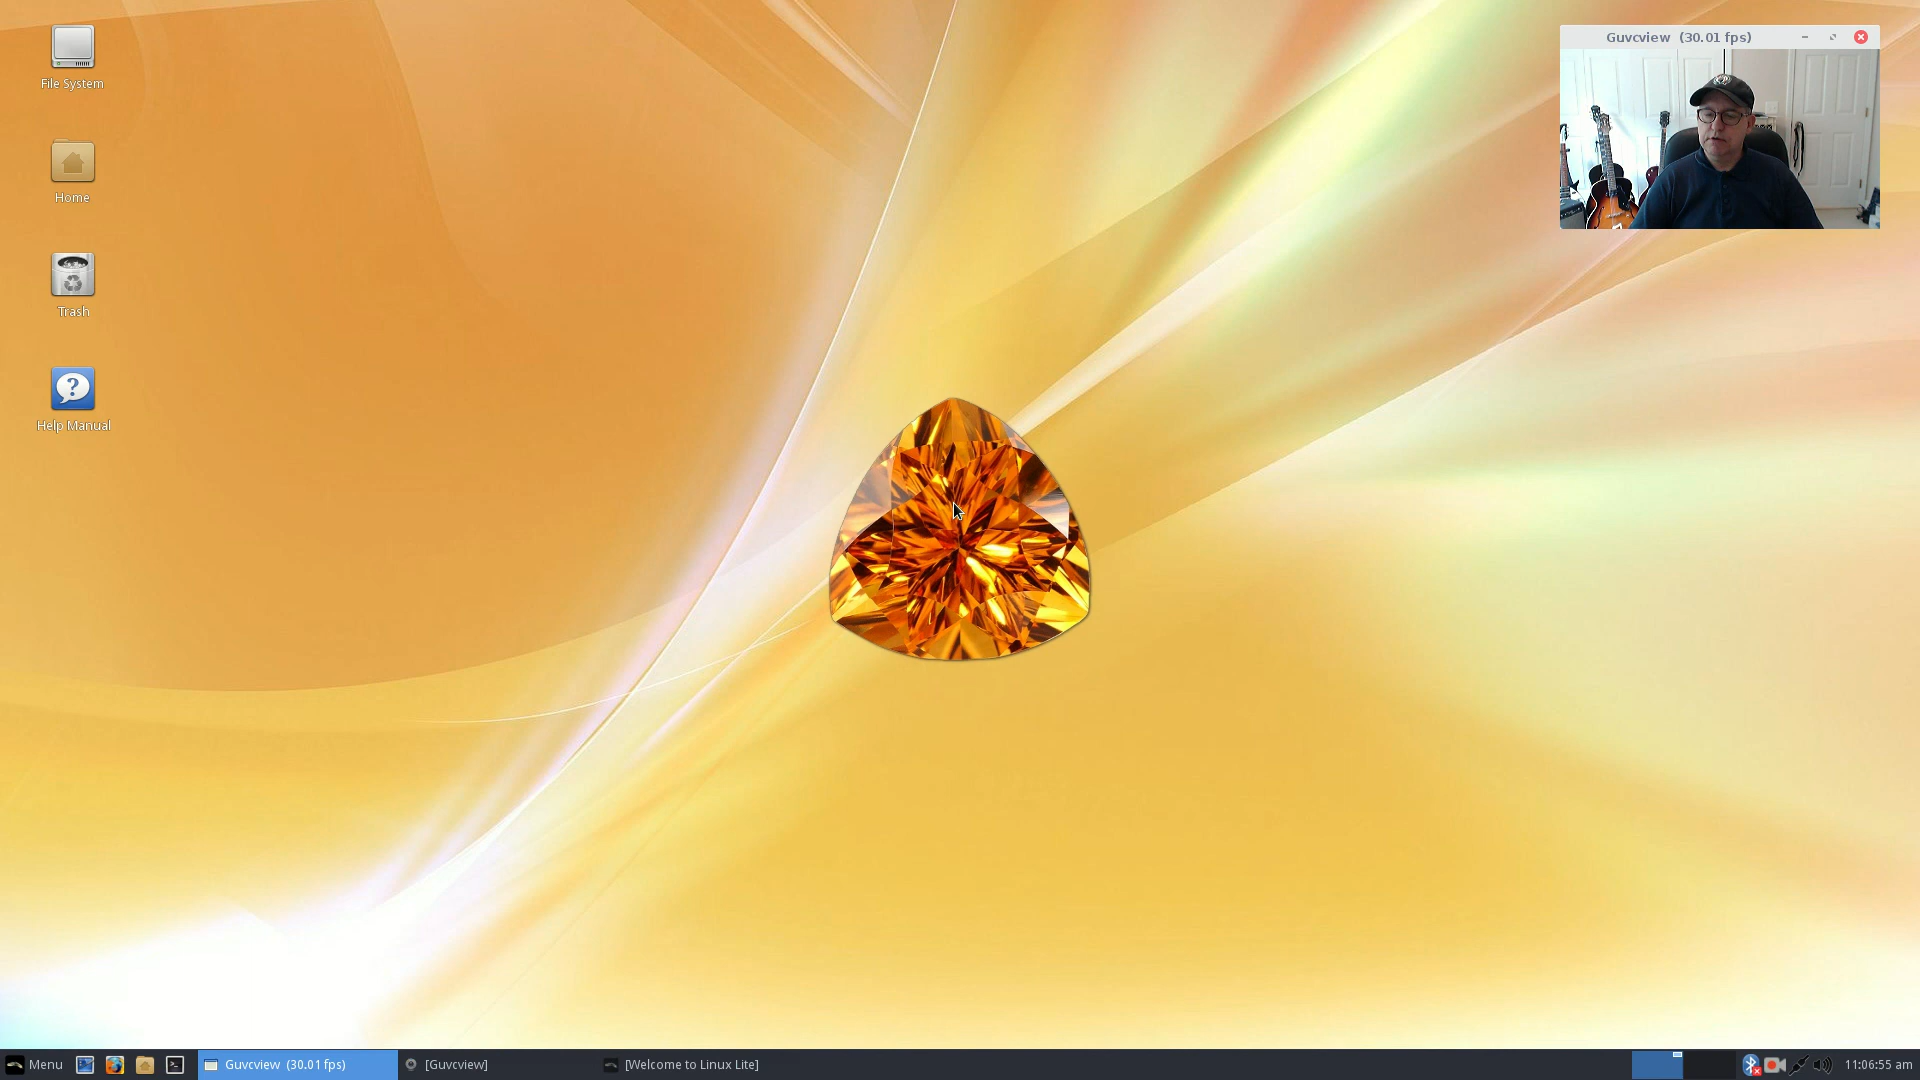 File System
Home
Trash
Help Manual
Guvcview (30.01 fps)
Menu
Guvcview (30.01 fps)
[Guvcview]
[Welcome to Linux Lite]
11:06:55 am